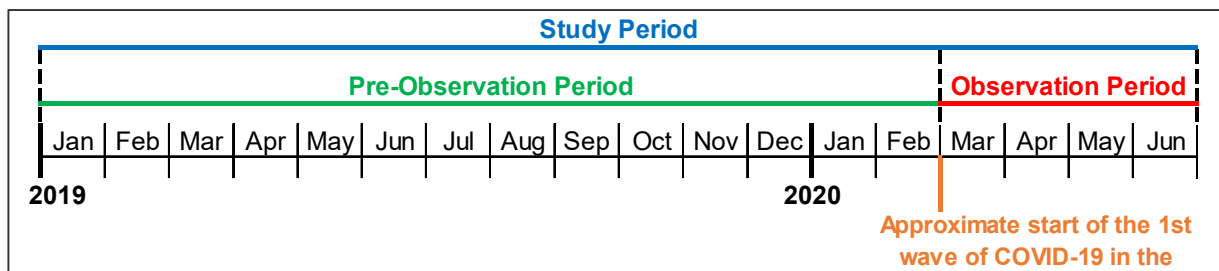 Study Period
Pre-Observation Period Observation Period
Jan Feb Mar Apr May Jun Jul Aug Sep Oct Nov Dec Jan Feb Mar Apr May Jun
2019 2020
Approximate start of the 1st
wave of COVID-19 in the